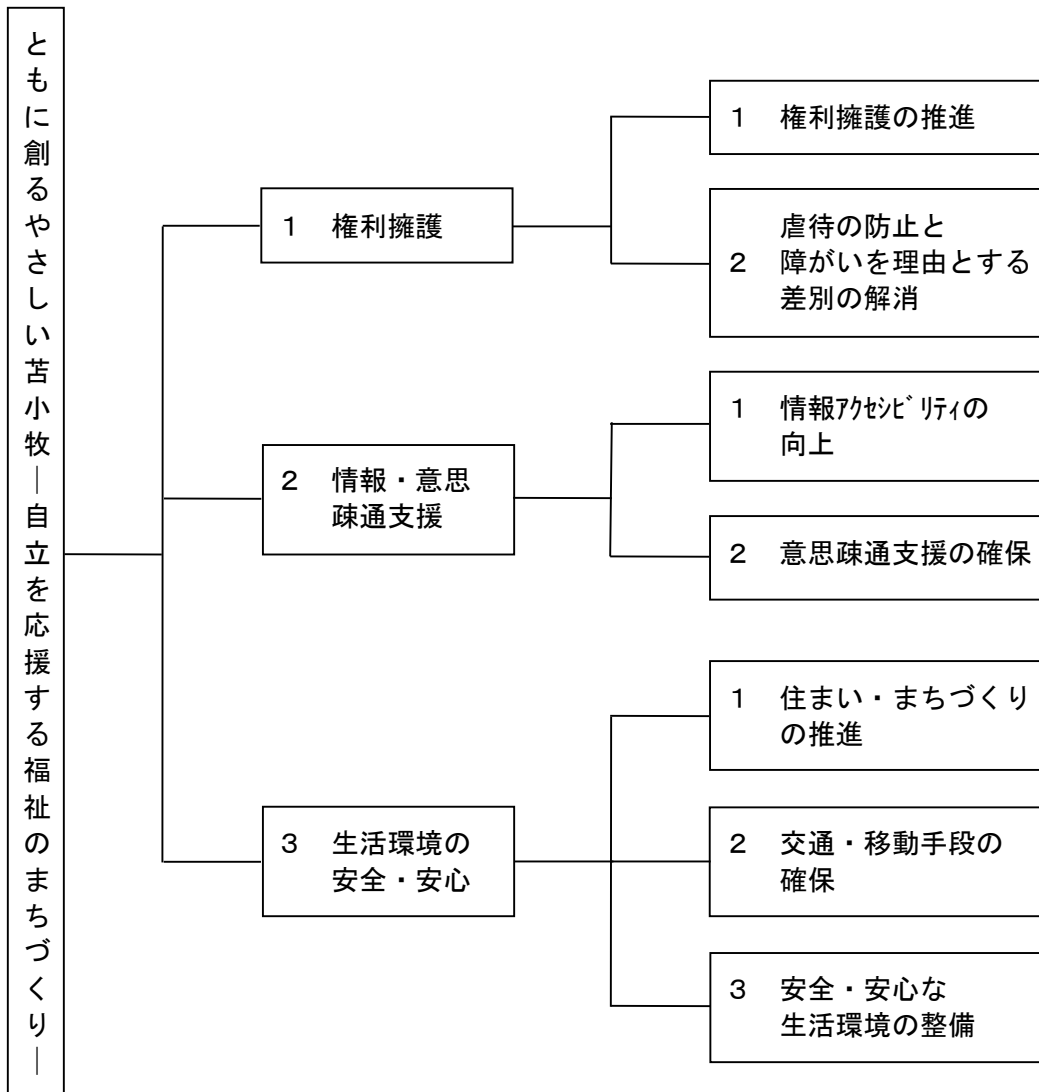 ともに創るやさしい苫小牧―自立を応援する福祉のまちづくり―
1 権利擁護
1 権利擁護の推進
2 虐待の防止と
障がいを理由とする
差別の解消
2 情報・意思
疎通支援
1 情報ｱｸｾｼﾋﾞﾘﾃｨの
向上
2 意思疎通支援の確保
3 生活環境の
安全・安心
1 住まい・まちづくり
の推進
2 交通・移動手段の
確保
3 安全・安心な
生活環境の整備